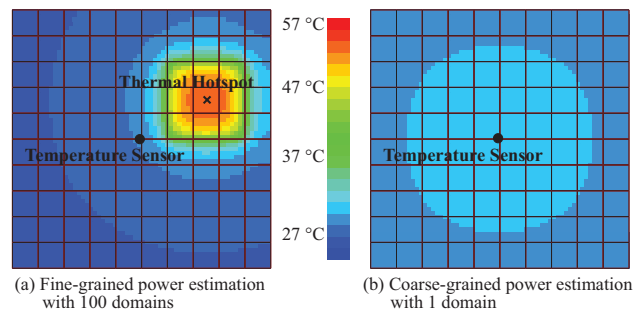 57 °C
Thermal Hotspot
47 °C
Temperature Sensor
37 °C
27 °C
Temperature Sensor
(a) Fine-grained power estimation
with 100 domains
(b) Coarse-grained power estimation
with 1 domain